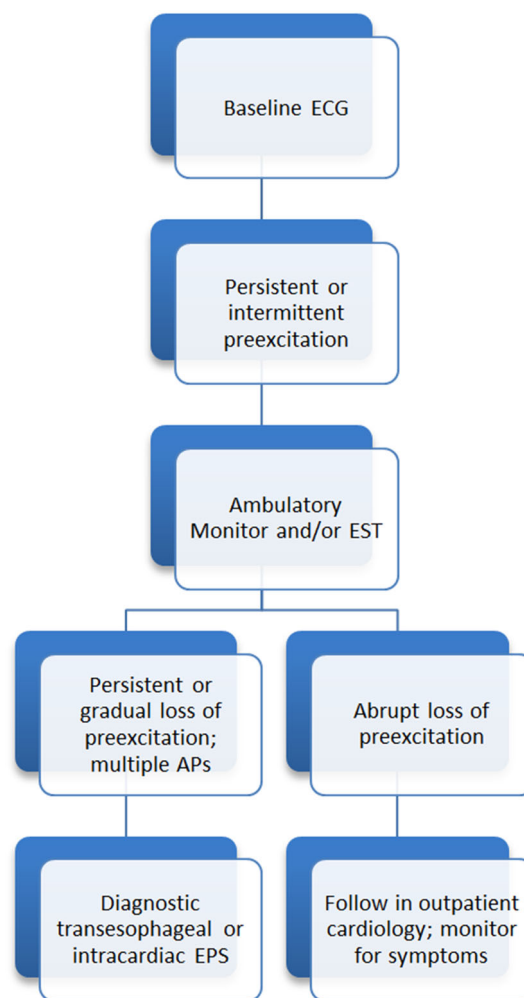 Baseline ECG
Persistent or
intermittent
preexcitation
Ambulatory
Monitor and/or EST
Persistent or
gradual loss of
preexcitation;
multiple APs
Abrupt loss of
preexcitation
Diagnostic
transesophageal or
intracardiac EPS
Follow in outpatient
cardiology; monitor
for symptoms